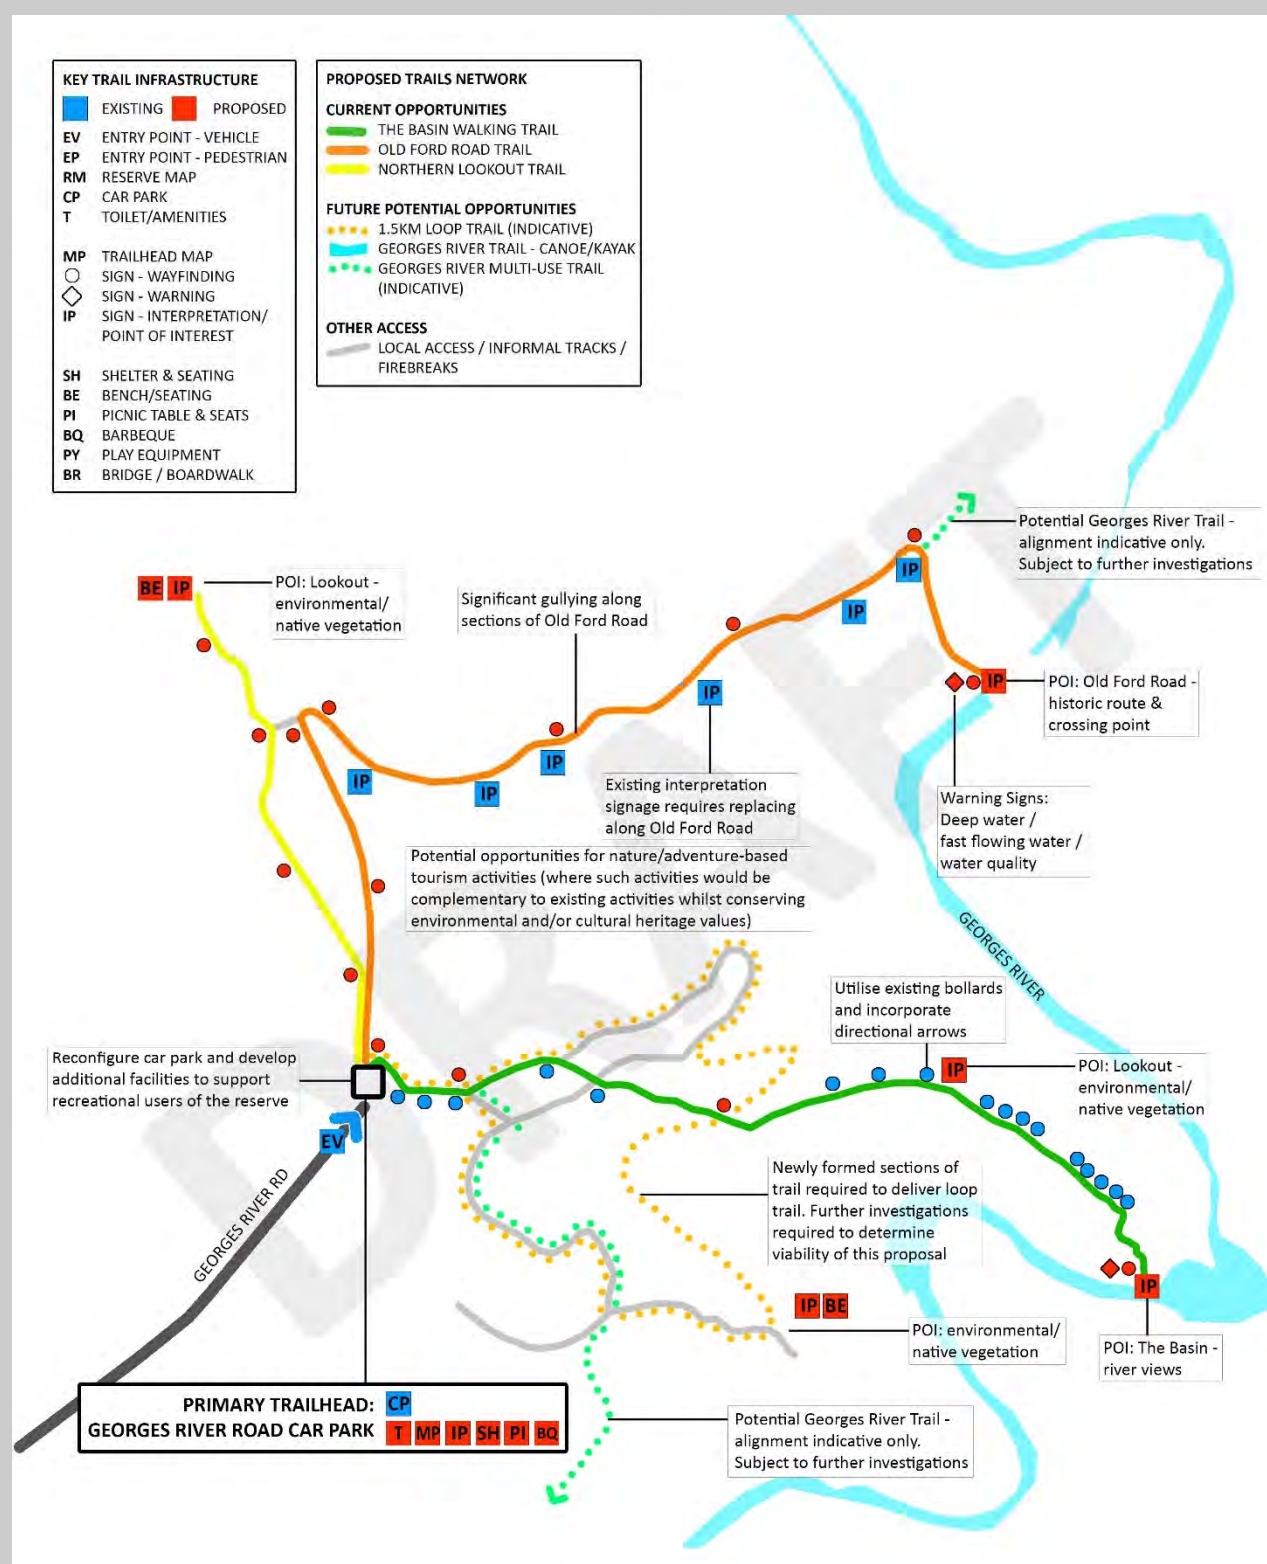 KEY TRAIL INFRASTRUCTURE
EXISTING PROPOSED
EV ENTRY POINT - VEHICLE
EP ENTRY POINT - PEDESTRIAN
RM RESERVE MAP
CP CAR PARK
T TOILET/AMENITIES
MP TRAILHEAD MAP
SIGN - WAYFINDING
SIGN - WARNING
IP SIGN - INTERPRETATION/
POINT OF INTEREST
SH SHELTER & SEATING
BE BENCH/SEATING
PI PICNIC TABLE & SEATS
BQ BARBEQUE
PY PLAY EQUIPMENT
BR BRIDGE / BOARDWALK
PROPOSED TRAILS NETWORK
CURRENT OPPORTUNITIES
THE BASIN WALKING TRAIL
OLD FORD ROAD TRAIL
NORTHERN LOOKOUT TRAIL
FUTURE POTENTIAL OPPORTUNITIES
1.5KM LOOP TRAIL (INDICATIVE)
GEORGES RIVER TRAIL - CANOE/KAYAK
GEORGES RIVER MULTI-USE TRAIL
(INDICATIVE)
OTHER ACCESS
LOCAL ACCESS / INFORMAL TRACKS /
FIREBREAKS
DRAFT
Potential Georges River Trail -
alignment indicative only.
Subject to further investigations
BE IP
POI: Lookout -
environmental/
native vegetation
Significant gullying along
sections of Old Ford Road
IP
IP
IP
IP
IP
IP
IP
IP
POI: Old Ford Road -
historic route &
crossing point
Existing interpretation
signage requires replacing
along Old Ford Road
Warning Signs:
Deep water /
fast flowing water /
water quality
Potential opportunities for nature/adventure-based
tourism activities (where such activities would be
complementary to existing activities whilst conserving
environmental and/or cultural heritage values)
GEORGES RIVER
Utilise existing bollards
and incorporate
directional arrows
Reconfigure car park and develop
additional facilities to support
recreational users of the reserve
IP
POI: Lookout -
environmental/
native vegetation
EV
GEORGES RIVER RD
Newly formed sections of
trail required to deliver loop
trail. Further investigations
required to determine
viability of this proposal
IP
IP BE
POI: environmental/
native vegetation
POI: The Basin -
river views
PRIMARY TRAILHEAD: CP
GEORGES RIVER ROAD CAR PARK T MP IP SH PI BQ
Potential Georges River Trail -
alignment indicative only.
Subject to further investigations